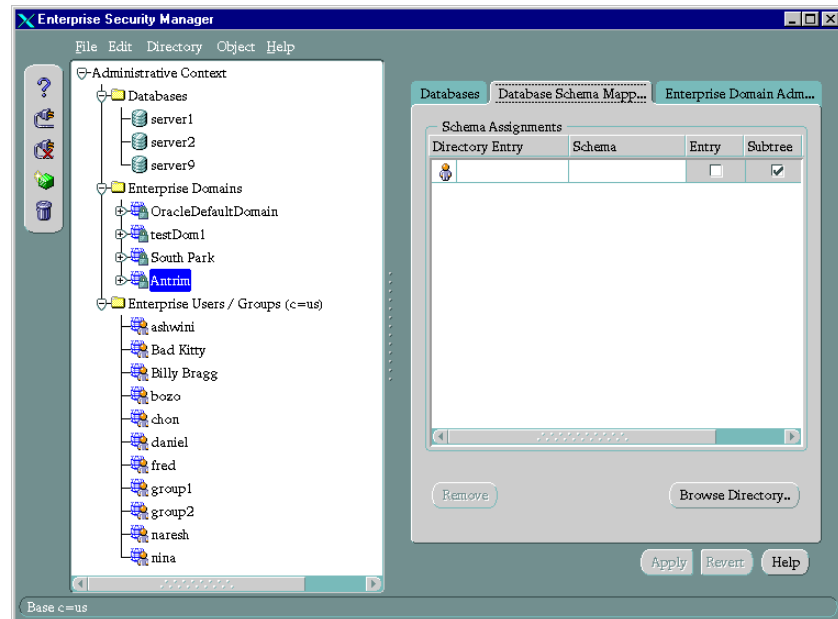 Enterprise Security Manager
File Edit Directory Object Help
Administrative Context
Databases
server1
server2
server9
Enterprise Domains
OracleDefaultDomain
testDom1
South Park
Antrim
Enterprise Users / Groups (c=us)
ashwini
Bad Kitty
Billy Bragg
bozo
chon
daniel
fred
group1
group2
naresh
nina
Databases Database Schema Mapp... Enterprise Domain Adm...
Schema Assignments
Directory Entry Schema Entry Subtree
Remove Browse Directory..
Apply Revert Help
Base c=us